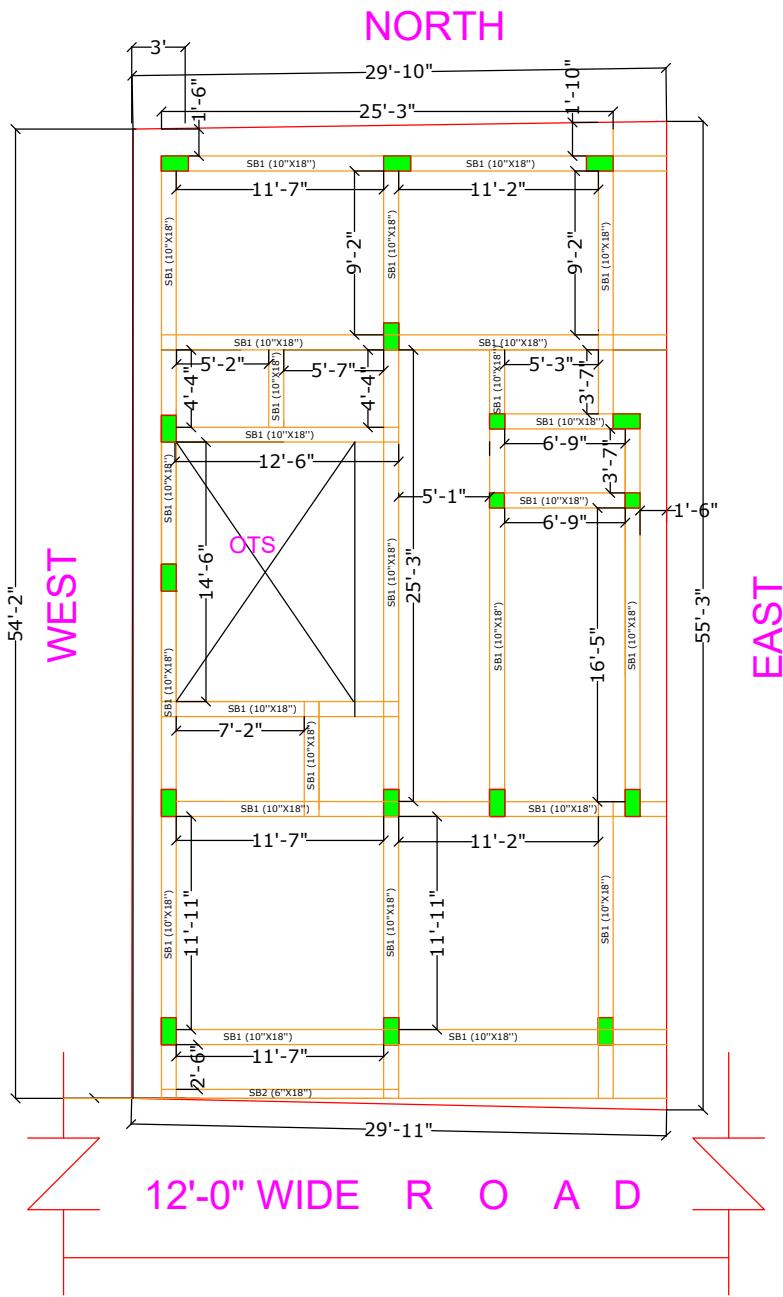 NORTH
3'
29'-10"
1'-6"
1'-10"
25'-3"
SB1 (10"X18")
SB1 (10"X18")
11'-7"
11'-2"
SB1 (10"X18")
SB1 (10"X18")
SB1 (10"X18")
9'-2"
9'-2"
SB1 (10"X18")
SB1 (10"X18")
5'-2"
5'-7"
5'-3"
4'-4"
SB1 (10"X18")
4'-4"
SB1 (10"X18")
3'-7"
SB1 (10"X18")
SB1 (10"X18")
6'-9"
12'-6"
3'-7"
SB1 (10"X18")
5'-1"
SB1 (10"X18")
1'-6"
6'-9"
OTS
14'-6"
SB1 (10"X18")
25'-3"
WEST
EAST
54'-2"
55'-3"
SB1 (10"X18")
SB1 (10"X18")
16'-5"
SB1 (10"X18")
SB1 (10"X18")
7'-2"
SB1 (10"X18")
SB1 (10"X18")
SB1 (10"X18")
11'-7"
11'-2"
SB1 (10"X18")
11'-11"
SB1 (10"X18")
11'-11"
SB1 (10"X18")
SB1 (10"X18")
SB1 (10"X18")
11'-7"
2'-6"
SB2 (6"X18")
29'-11"
12'-0" WIDE R O A D